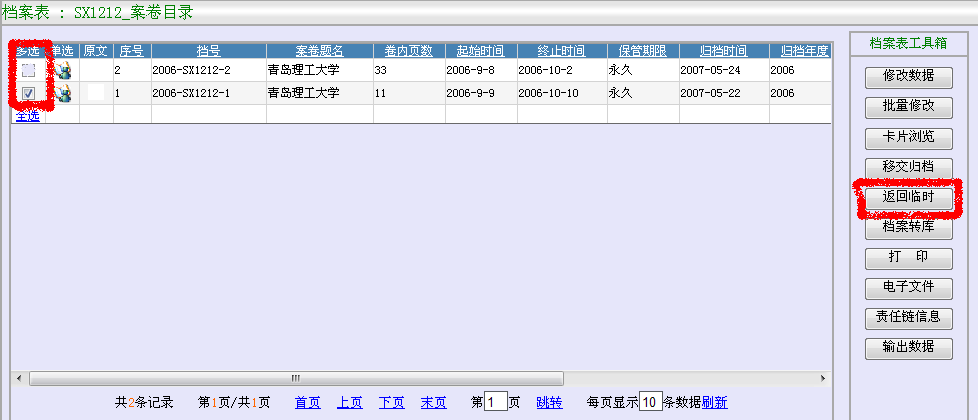 档案表 : SX1212_案卷目录
多选 单选 原文 序号 档号 案卷题名 卷内页数 起始时间 终止时间 保管期限 归档时间 归档年度
2 2006-SX1212-2 青岛理工大学 33 2006-9-8 2006-10-2 永久 2007-05-24 2006
1 2006-SX1212-1 青岛理工大学 11 2006-9-9 2006-10-10 永久 2007-05-22 2006
全选
共2条记录 第1页/共1页 首页 上页 下页 末页 第1页 跳转 每页显示10条数据刷新
档案表工具箱
修改数据
批量修改
卡片浏览
移交归档
返回临时
档案转库
打 印
电子文件
责任链信息
输出数据